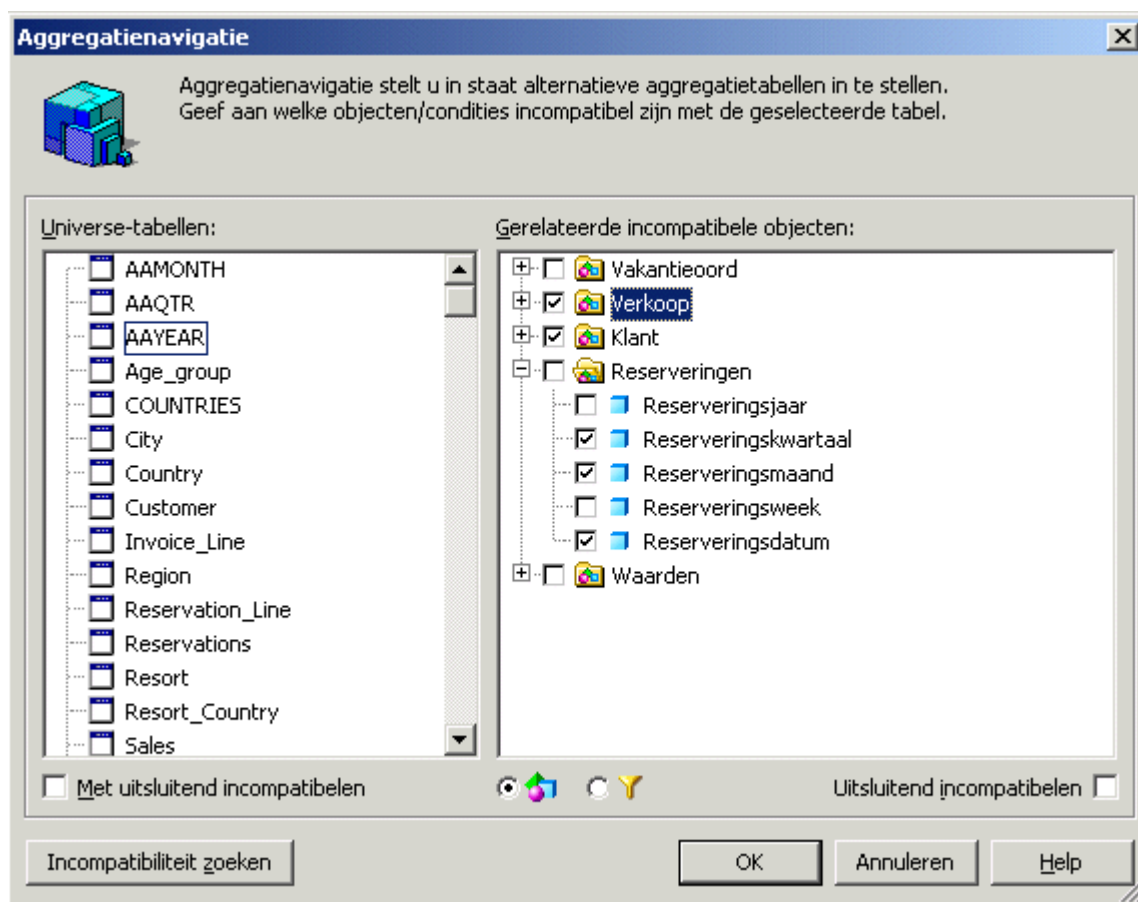 Aggregatienavigatie
Aggregatienavigatie stelt u in staat alternatieve aggregatietabellen in te stellen.
Geef aan welke objecten/condities incompatibel zijn met de geselecteerde tabel.
Universe-tabellen:
AAMONTH
AAQTR
AAYEAR
Age_group
COUNTRIES
City
Country
Customer
Invoice_Line
Region
Reservation_Line
Reservations
Resort
Resort_Country
Sales
Met uitsluitend incompatibelen
Gerelateerde incompatibele objecten:
Vakantieoord
Verkoop
Klant
Reserveringen
Reserveringsjaar
Reserveringskwartaal
Reserveringsmaand
Reserveringsweek
Reserveringsdatum
Waarden
Uitsluitend incompatibelen
Incompatibiliteit zoeken
OK
Annuleren
Help